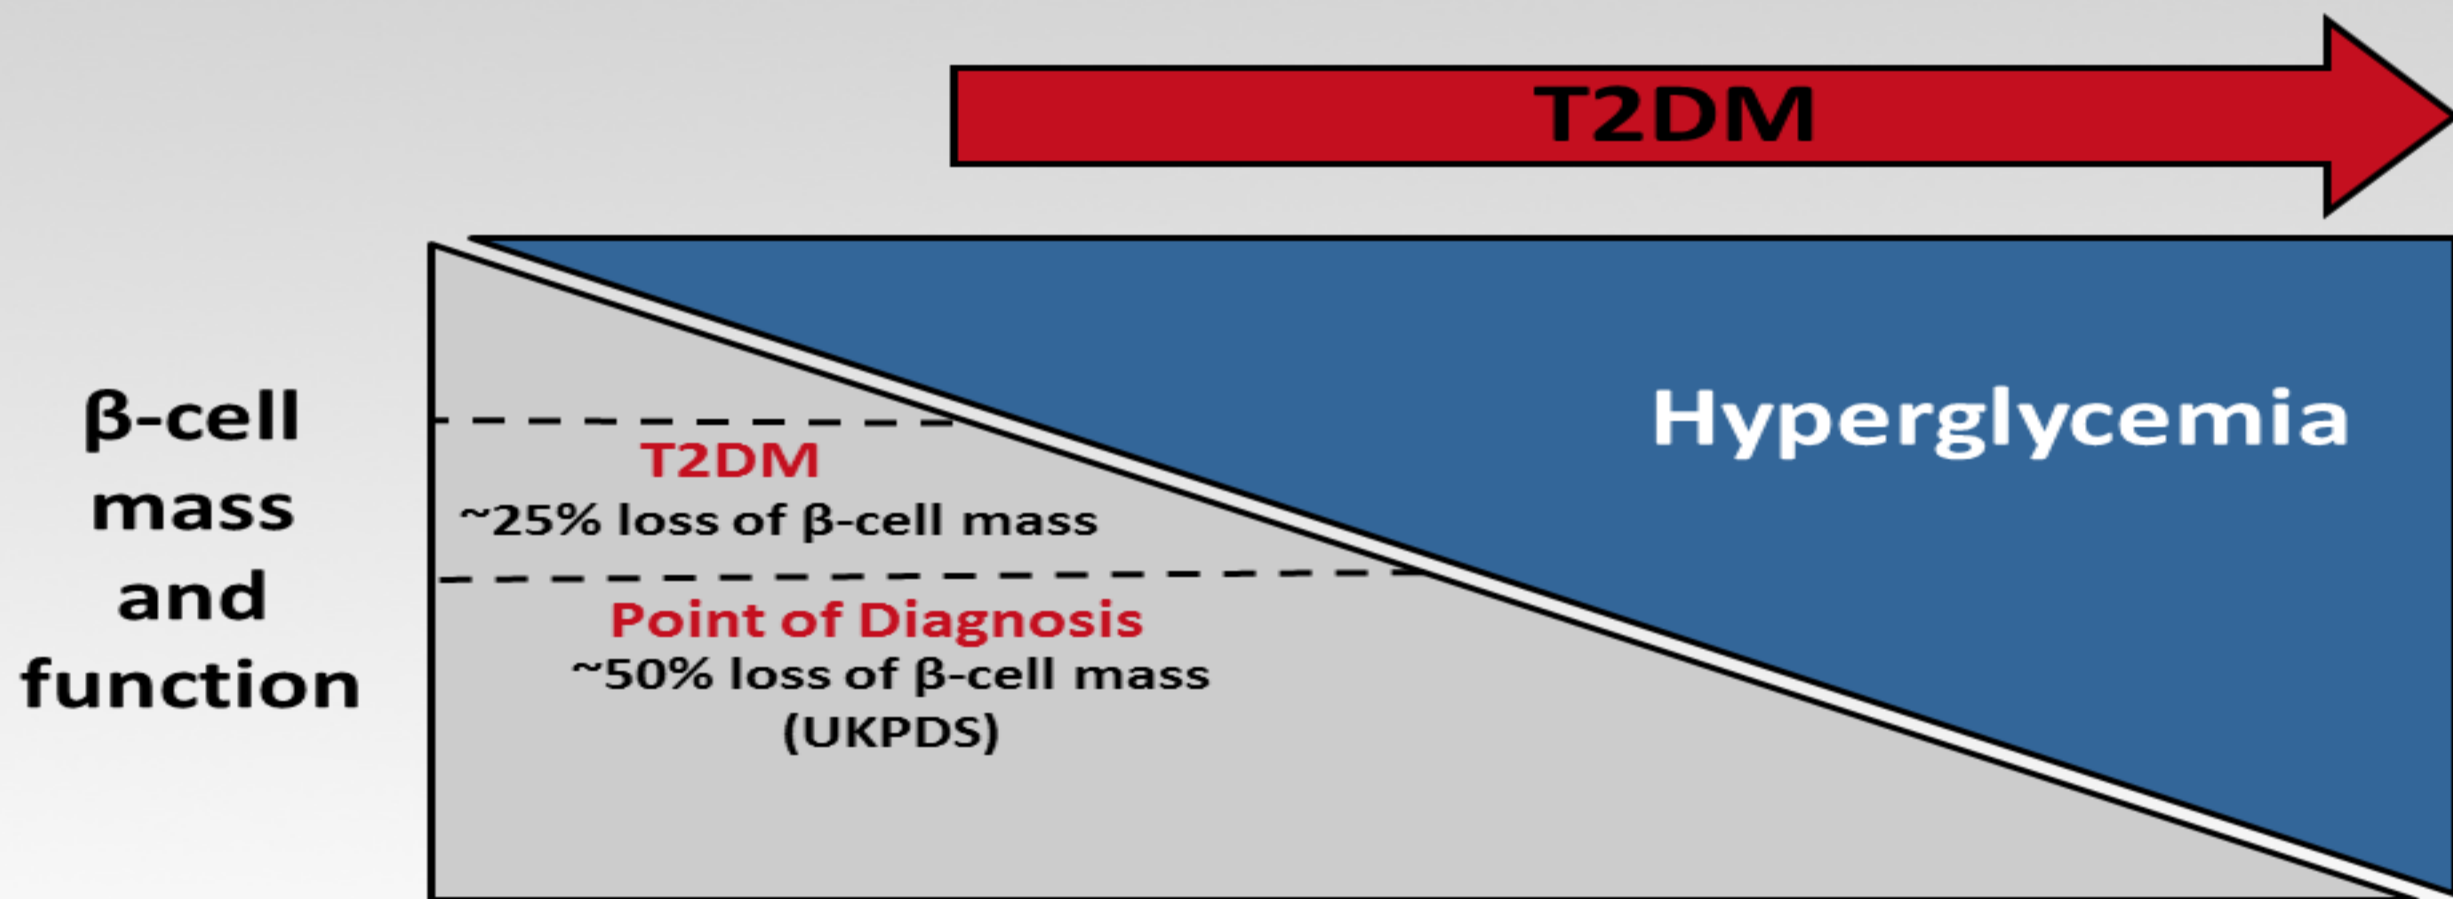 T2DM
Hyperglycemia
β-cell
mass
and
function
T2DM
~25% loss of β-cell mass
Point of Diagnosis
~50% loss of β-cell mass
(UKPDS)